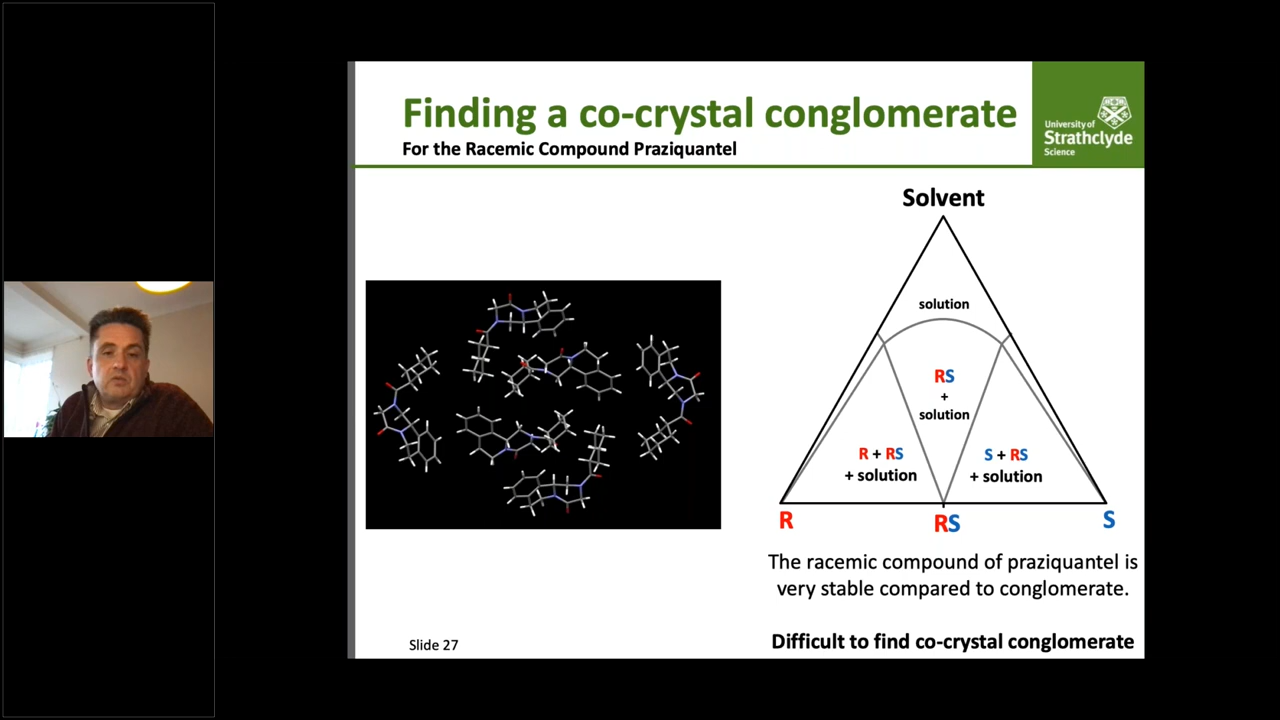 Finding a co-crystal conglomerate
For the Racemic Compound Praziquantel
University of
Strathclyde
Science
Solvent
solution
RS
+
solution
R + RS
+ solution
S + RS
+ solution
R
RS
S
The racemic compound of praziquantel is
very stable compared to conglomerate.
Slide 27
Difficult to find co-crystal conglomerate